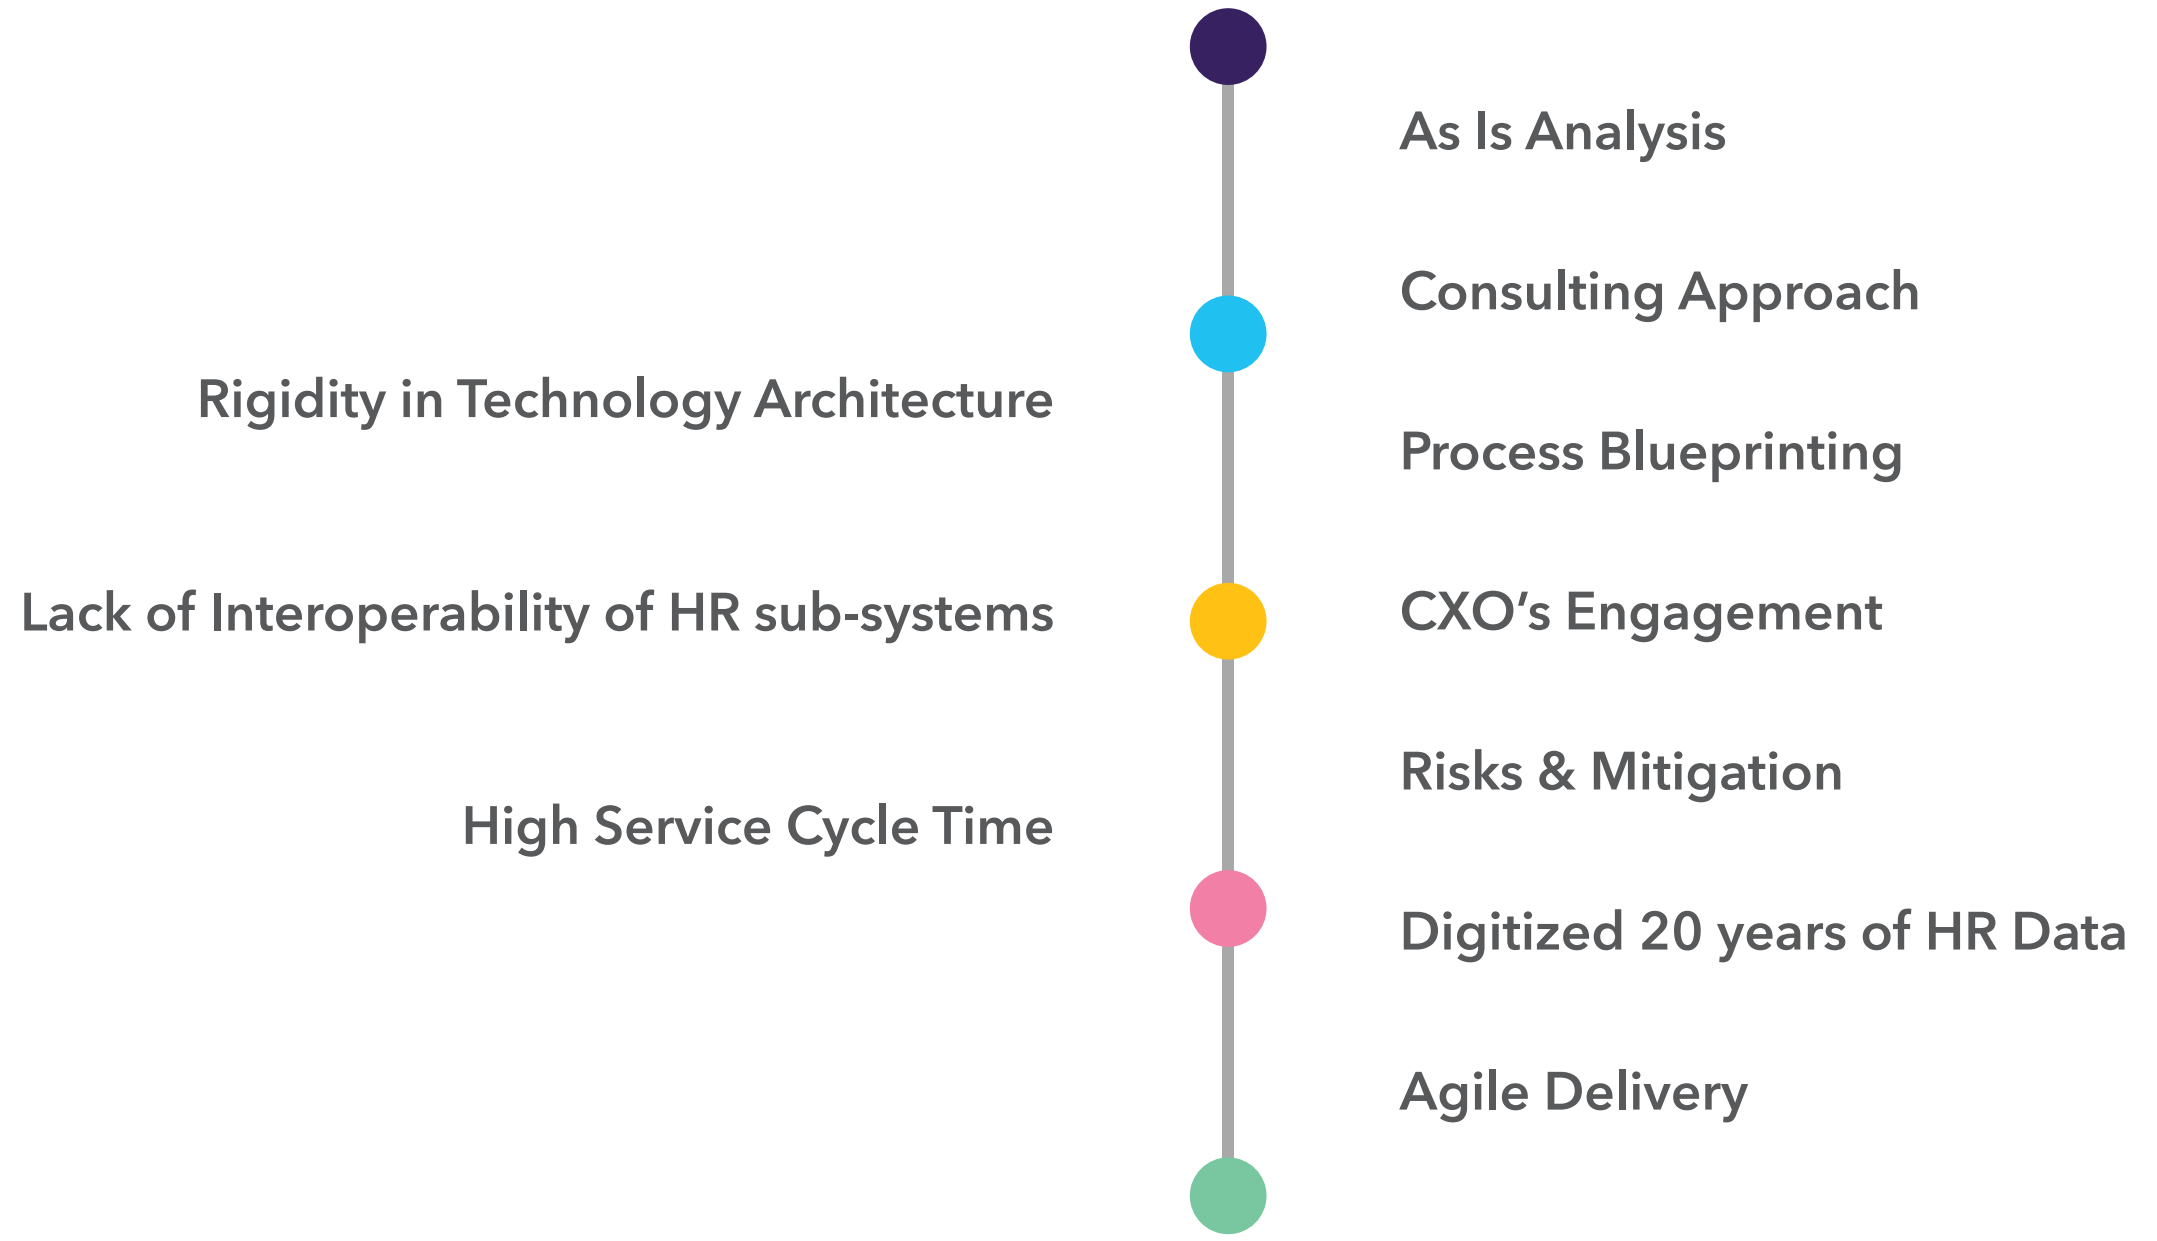 Rigidity in Technology Architecture
Lack of Interoperability of HR sub-systems
High Service Cycle Time
As Is Analysis
Consulting Approach
Process Blueprinting
CXO’s Engagement
Risks & Mitigation
Digitized 20 years of HR Data
Agile Delivery